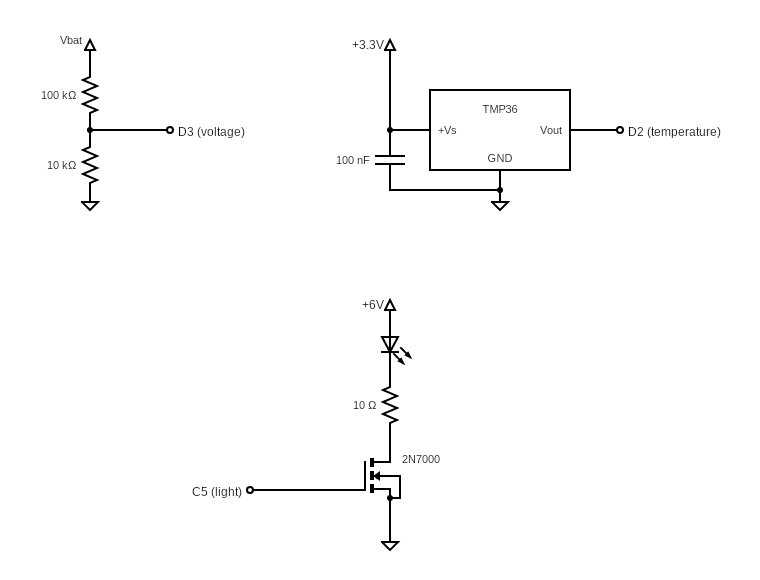 Vbat
100 kΩ
D3 (voltage)
10 kΩ
+3.3V
TMP36
+Vs
Vout
D2 (temperature)
GND
100 nF
+6V
10 Ω
2N7000
C5 (light)